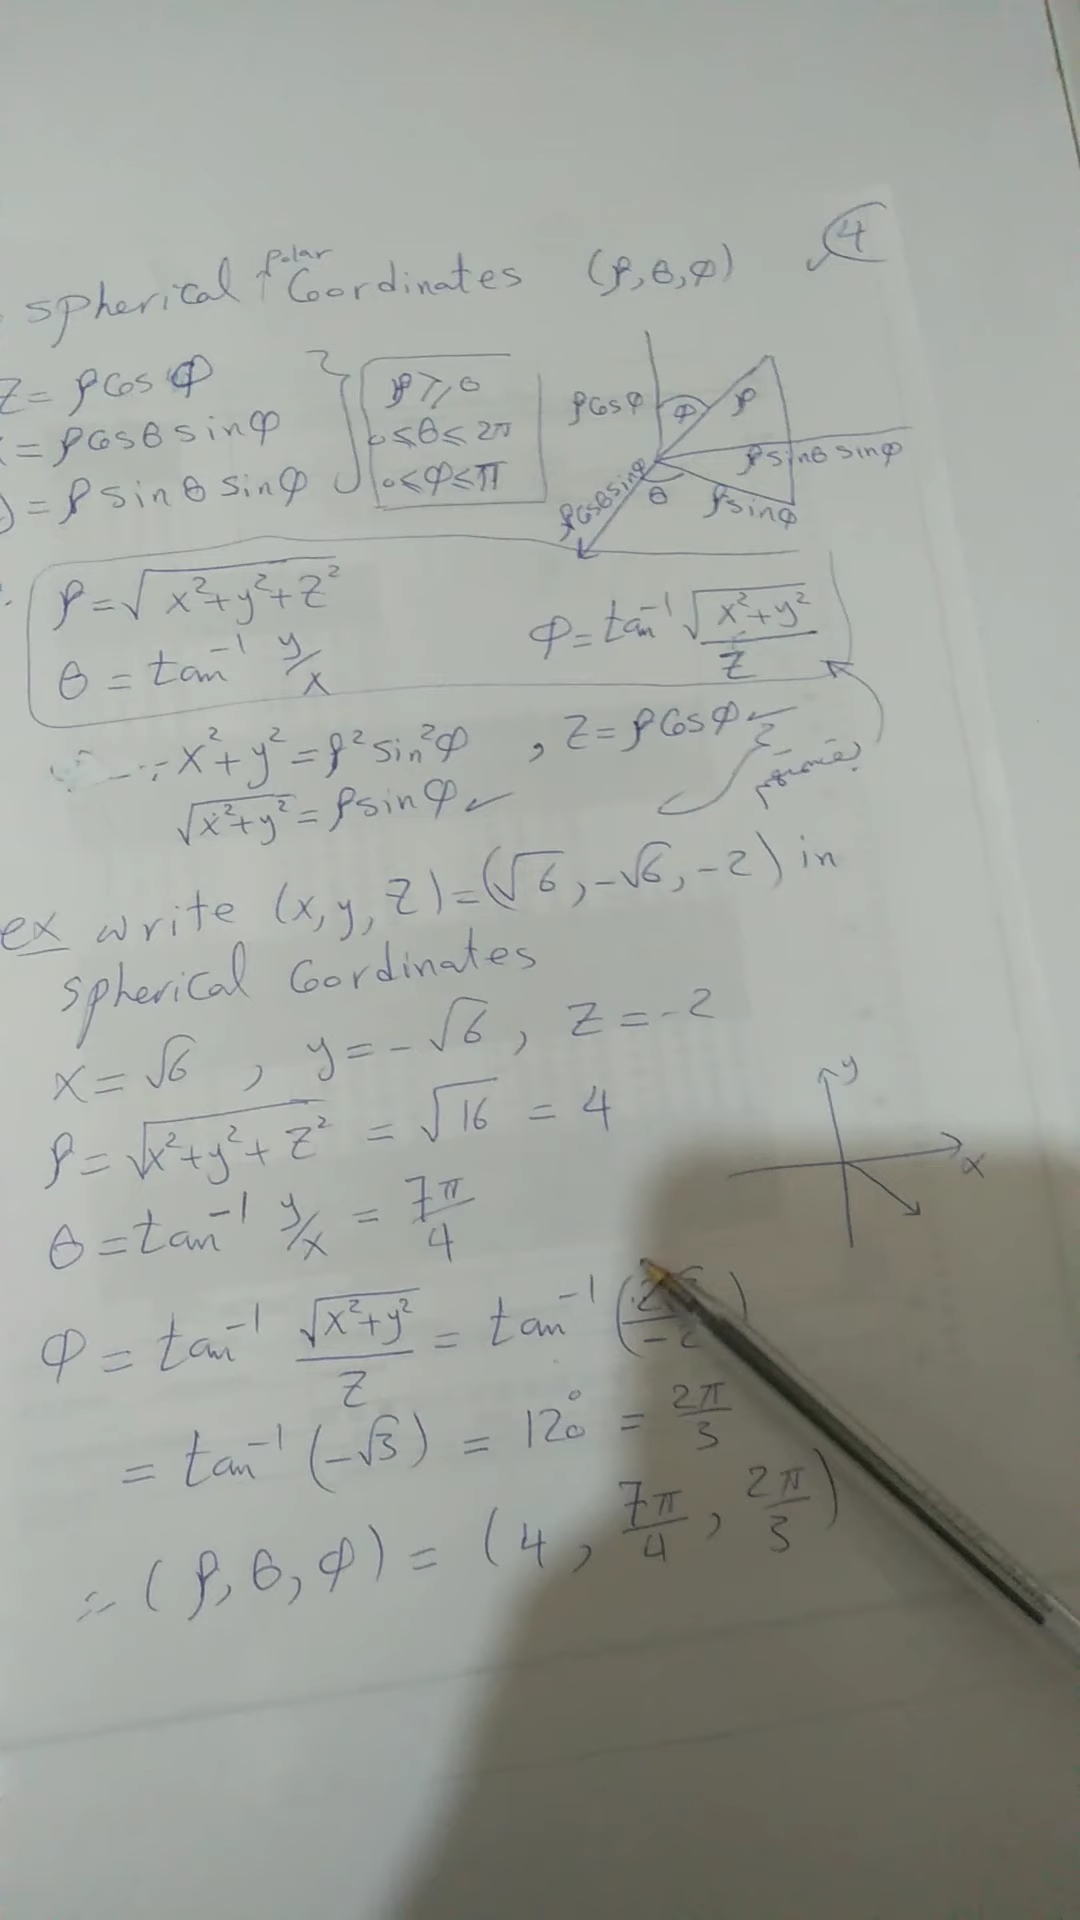 4
spherical polar Coordinates (ρ, θ, φ)
z = ρ cos φ
= ρ cos θ sin φ
= ρ sin θ sin φ
ρ ⩾ 0
0 ≤ θ ≤ 2π
0 ≤ φ ≤ π
ρ cos φ
φ
ρ
ρ sin θ sin φ
ρ cos θ sin φ
θ
ρ sin φ
ρ = √(x² + y² + z²)
θ = tan⁻¹ y/x
φ = tan⁻¹ √(x² + y²)/z
∵ x² + y² = ρ² sin² φ , z = ρ cos φ ✓
√(x² + y²) = ρ sin φ ✓
ex write (x, y, z) = (√6, -√6, -2) in
spherical Coordinates
x = √6 , y = -√6 , z = -2
ρ = √(x² + y² + z²) = √16 = 4
y
x
θ = tan⁻¹ y/x = 7π/4
φ = tan⁻¹ √(x² + y²)/z = tan⁻¹ (
= tan⁻¹ (-√3) = 120° = 2π/3
∴ (ρ, θ, φ) = (4, 7π/4, 2π/3)